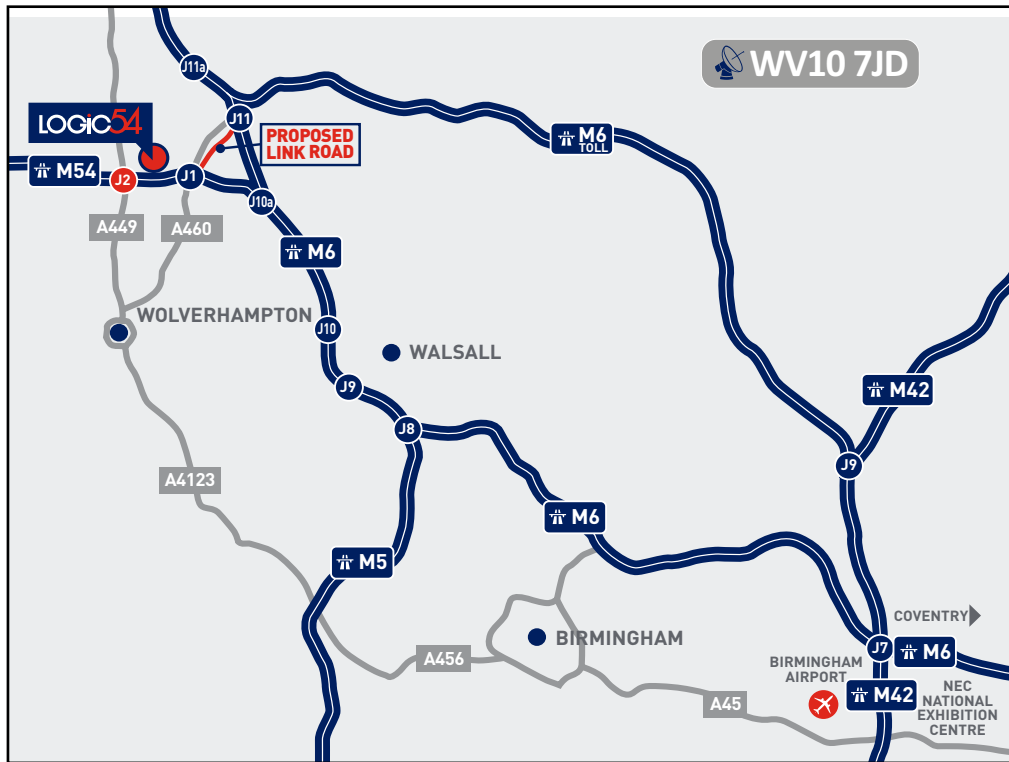 WV10 7JD
J11a
LOGiC54
J11
PROPOSED
LINK ROAD
M6
TOLL
M54
J2
J1
J10a
A449
A460
M6
WOLVERHAMPTON
J10
WALSALL
J9
M42
J8
J9
A4123
M6
M5
COVENTRY
BIRMINGHAM
J7
M6
A456
BIRMINGHAM
AIRPORT
M42
NEC
NATIONAL
EXHIBITION
CENTRE
A45